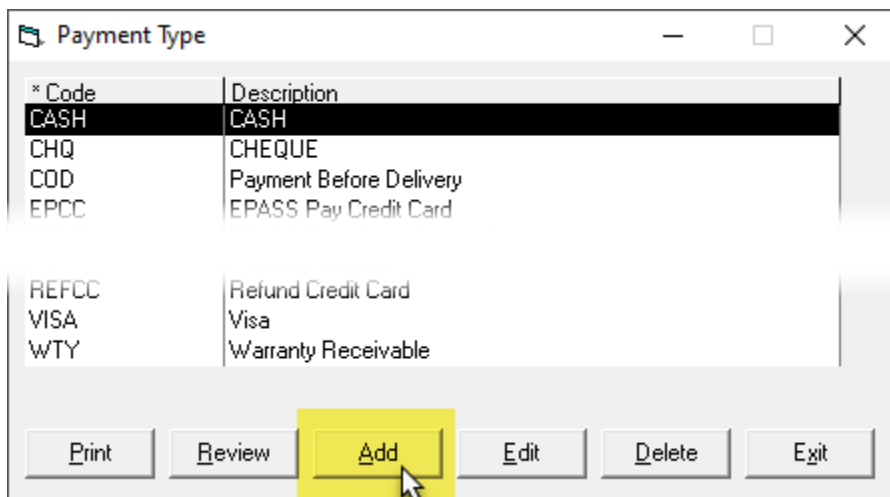 Payment Type
* Code Description
CASH CASH
CHQ CHEQUE
COD Payment Before Delivery
EPCC EPASS Pay Credit Card
REFCC Refund Credit Card
VISA Visa
WTY Warranty Receivable
Print Review Add Edit Delete Exit